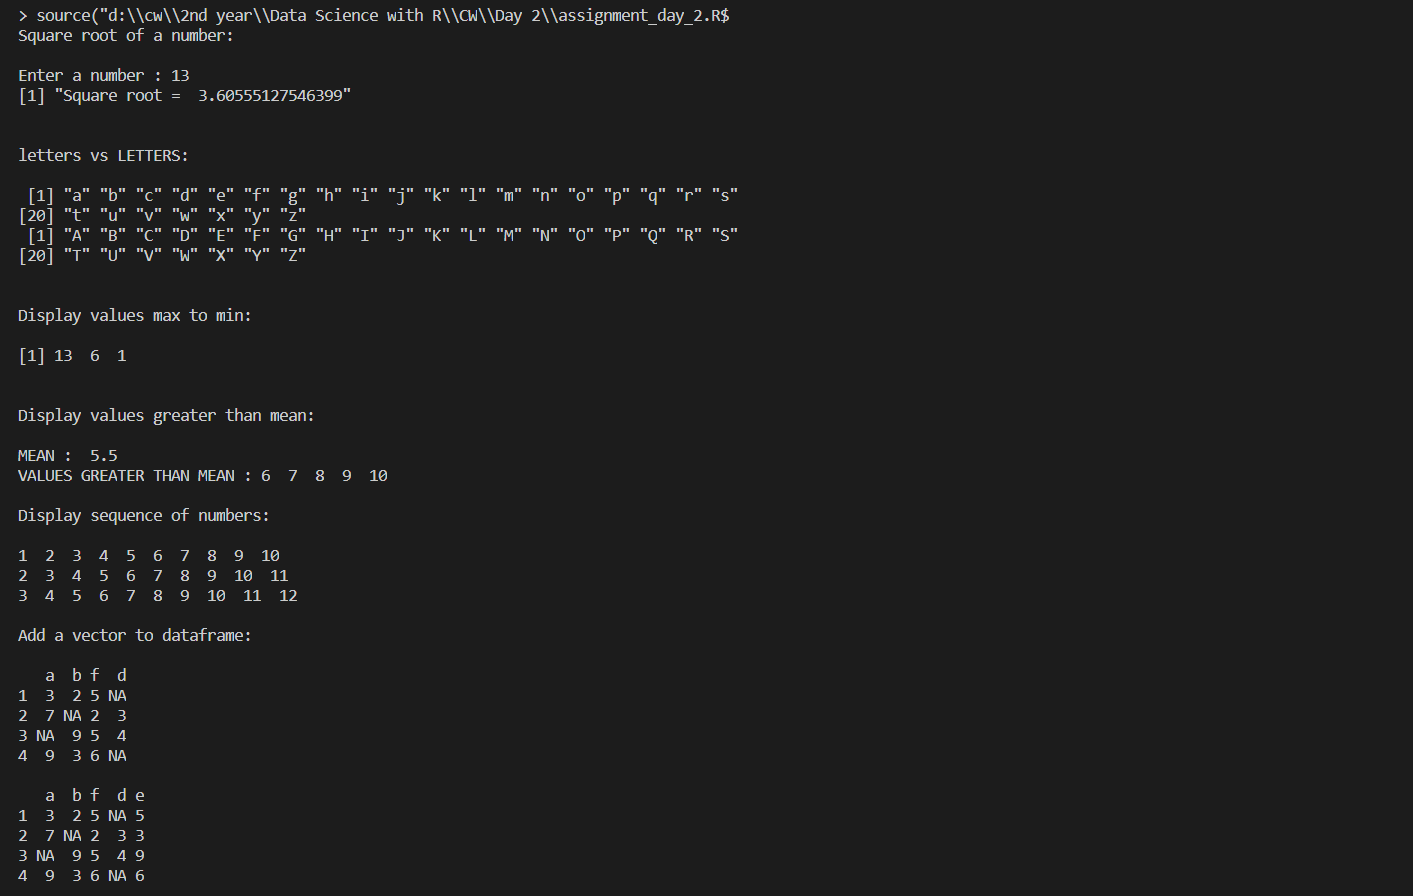 > source("d:\\cw\\2nd year\\Data Science with R\\CW\\Day 2\\assignment_day_2.R$
Square root of a number:
Enter a number : 13
[1] "Square root =  3.60555127546399"
letters vs LETTERS:
 [1] "a" "b" "c" "d" "e" "f" "g" "h" "i" "j" "k" "l" "m" "n" "o" "p" "q" "r" "s"
[20] "t" "u" "v" "w" "x" "y" "z"
 [1] "A" "B" "C" "D" "E" "F" "G" "H" "I" "J" "K" "L" "M" "N" "O" "P" "Q" "R" "S"
[20] "T" "U" "V" "W" "X" "Y" "Z"
Display values max to min:
[1] 13  6  1
Display values greater than mean:
MEAN :  5.5
VALUES GREATER THAN MEAN : 6  7  8  9  10
Display sequence of numbers:
1  2  3  4  5  6  7  8  9  10
2  3  4  5  6  7  8  9  10  11
3  4  5  6  7  8  9  10  11  12
Add a vector to dataframe:
   a  b f  d
1  3  2 5 NA
2  7 NA 2  3
3 NA  9 5  4
4  9  3 6 NA
   a  b f  d e
1  3  2 5 NA 5
2  7 NA 2  3 3
3 NA  9 5  4 9
4  9  3 6 NA 6